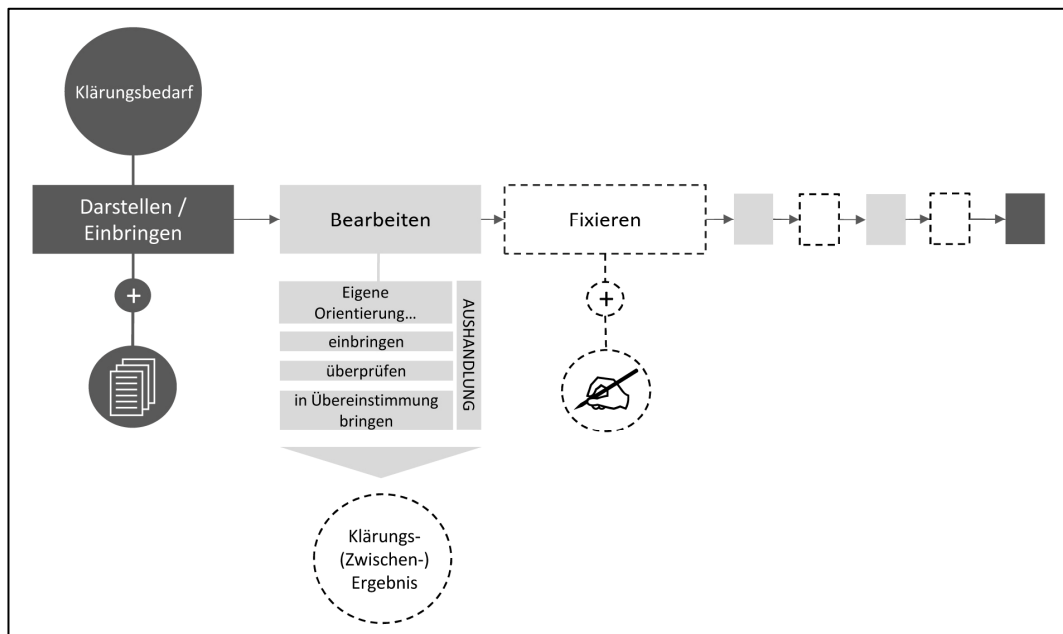 Klärungsbedarf
Darstellen /
Einbringen
+
Bearbeiten
Eigene
Orientierung...
einbringen
überprüfen
in Übereinstimmung
bringen
AUSHANDLUNG
Klärungs-
(Zwischen-)
Ergebnis
Fixieren
+